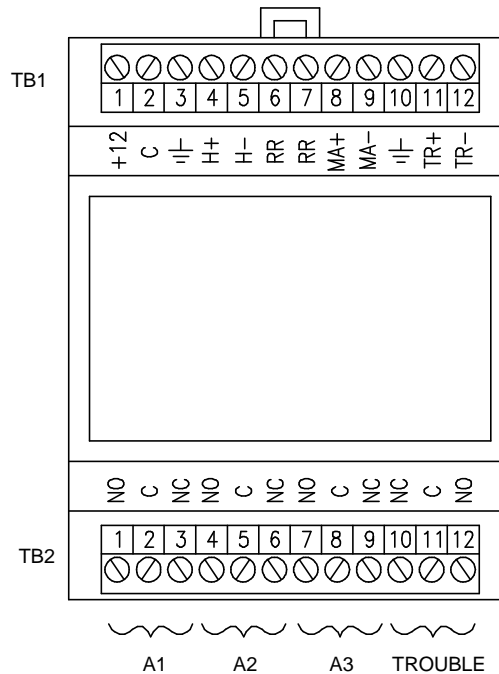 TB1
1 2 3 4 5 6 7 8 9 10 11 12
+12 C H+ H- RR RR MA+ MA- TR+ TR-
NO C NC NO C NC NO C NC NC C NO
TB2
1 2 3 4 5 6 7 8 9 10 11 12
A1 A2 A3 TROUBLE